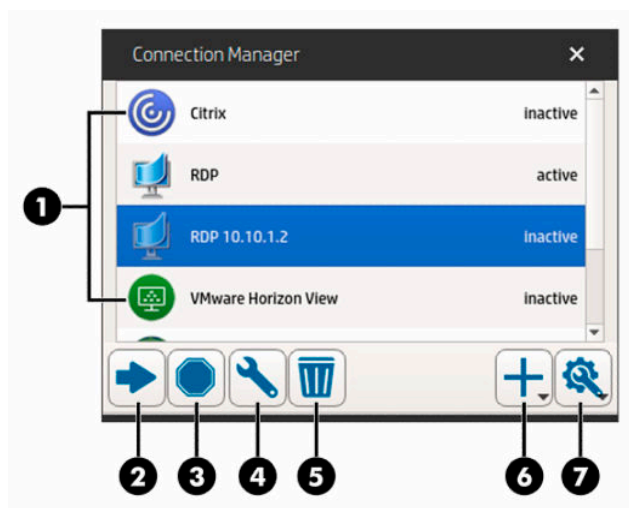 Connection Manager
Citrix inactive
RDP active
1
RDP 10.10.1.2 inactive
VMware Horizon View inactive
2 3 4 5 6 7